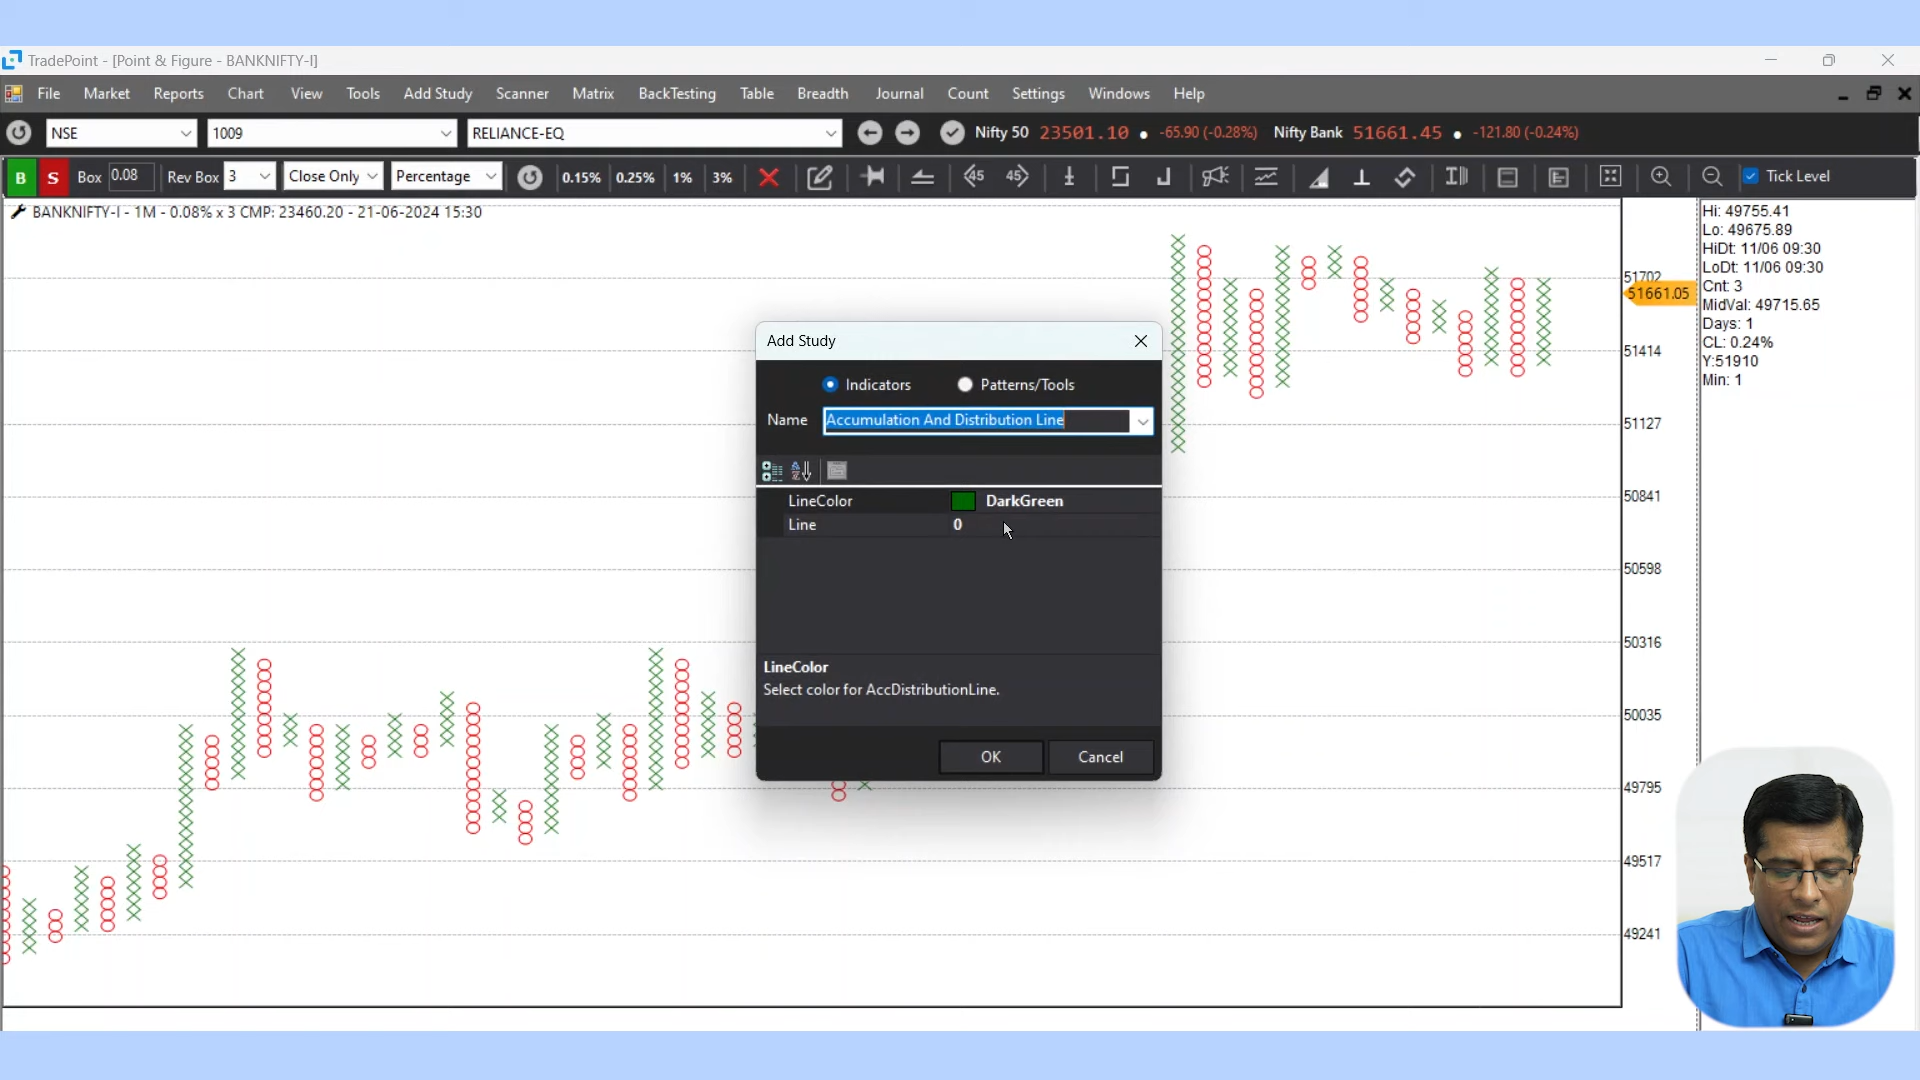 TradePoint - [Point & Figure - BANKNIFTY-I]
File Market Reports Chart View Tools Add Study Scanner Matrix BackTesting Table Breadth Journal Count Settings Windows Help
NSE 1009 RELIANCE-EQ Nifty 50 23501.10 -65.90 (-0.28%) Nifty Bank 51661.45 -121.80 (-0.24%)
B S Box 0.08 Rev Box 3 Close Only Percentage 0.15% 0.25% 1% 3% 45 45 Tick Level
BANKNIFTY-I - 1M - 0.08% x 3 CMP: 23460.20 - 21-06-2024 15:30
Hi: 49755.41
Lo: 49675.89
HiDt: 11/06 09:30
LoDt: 11/06 09:30
Cnt: 3
MidVal: 49715.65
Days: 1
CL: 0.24%
Y:51910
Min: 1
51702
51661.05
51414
51127
50841
50598
50316
50035
49795
49517
49241
Add Study
Indicators Patterns/Tools
Name Accumulation And Distribution Line
LineColor DarkGreen
Line 0
LineColor
Select color for AccDistributionLine.
OK Cancel